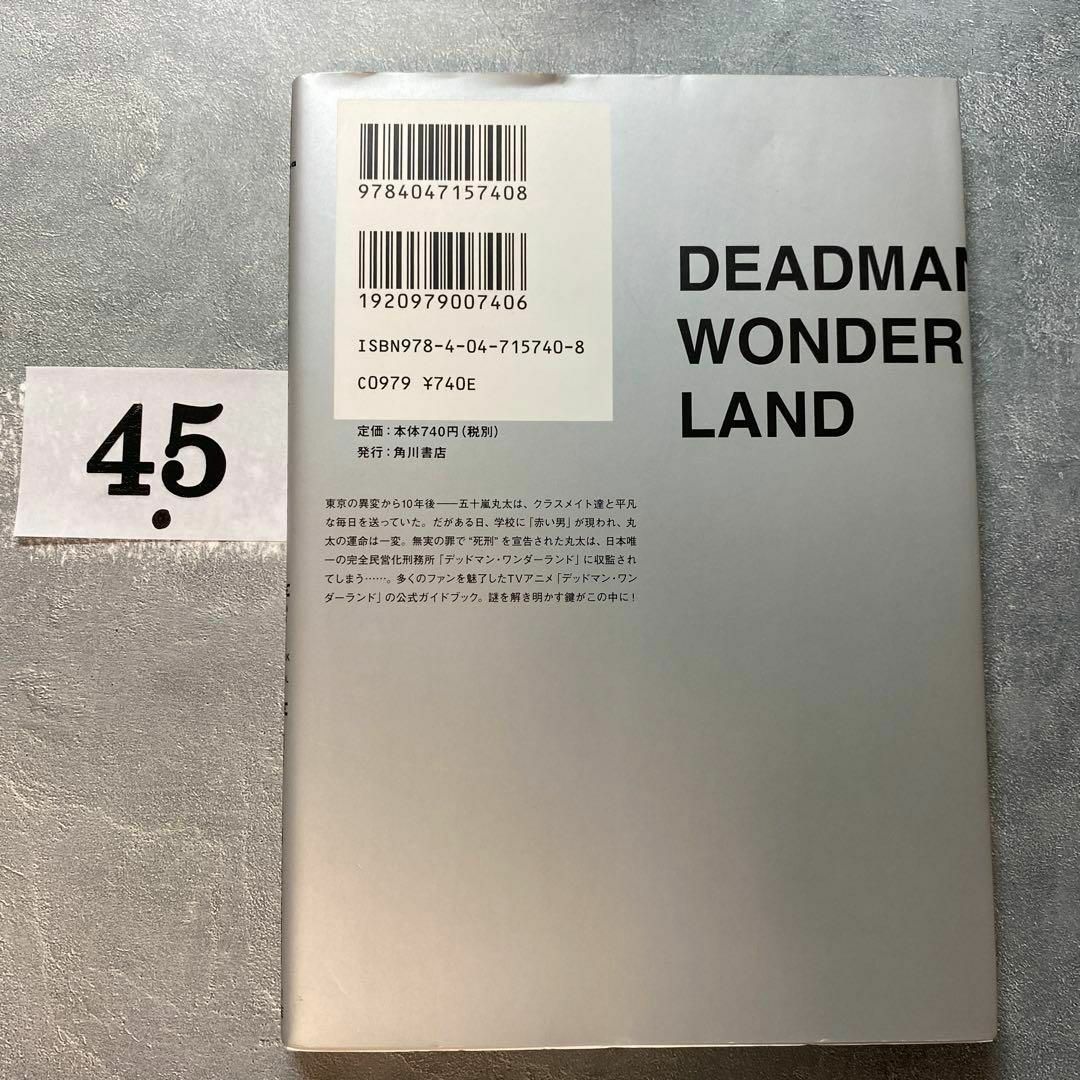 9784047157408
1920979007406
ISBN978-4-04-715740-8
C0979 ¥740E
定価：本体740円（税別）
発行：角川書店
東京の異変から10年後――五十嵐丸太は、クラスメイト達と平凡
な毎日を送っていた。だがある日、学校に「赤い男」が現われ、丸
太の運命は一変。無実の罪で“死刑”を宣告された丸太は、日本唯
一の完全民営化刑務所「デッドマン・ワンダーランド」に収監され
てしまう……。多くのファンを魅了したTVアニメ「デッドマン・ワン
ダーランド」の公式ガイドブック。謎を解き明かす鍵がこの中に！
DEADMAN
WONDER
LAND
45